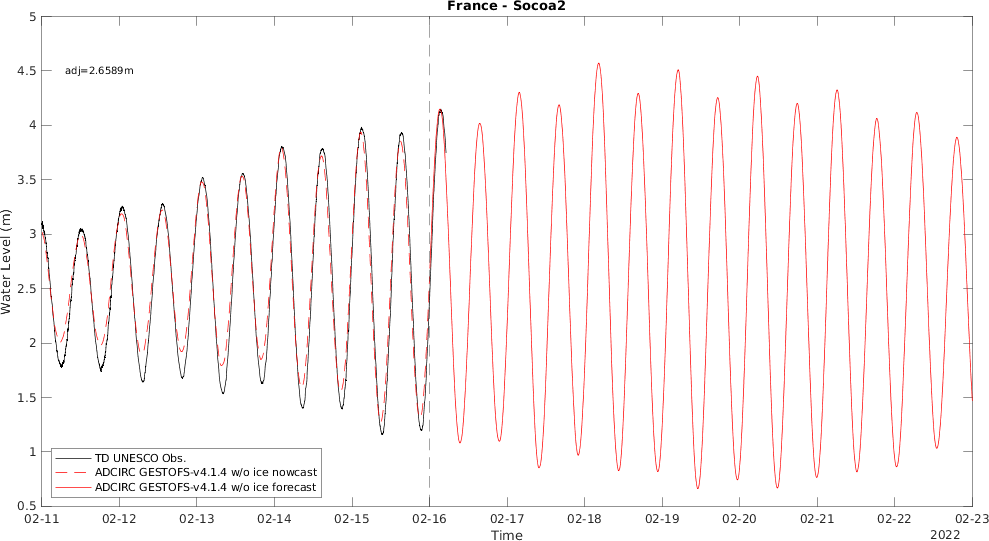 France - Socoa2
5
4.5
4
3.5
3
2.5
2
1.5
1
0.5
Water Level (m)
adj=2.6589m
TD UNESCO Obs.
ADCIRC GESTOFS-v4.1.4 w/o ice nowcast
ADCIRC GESTOFS-v4.1.4 w/o ice forecast
02-11 02-12 02-13 02-14 02-15 02-16 02-17 02-18 02-19 02-20 02-21 02-22 02-23
Time
2022